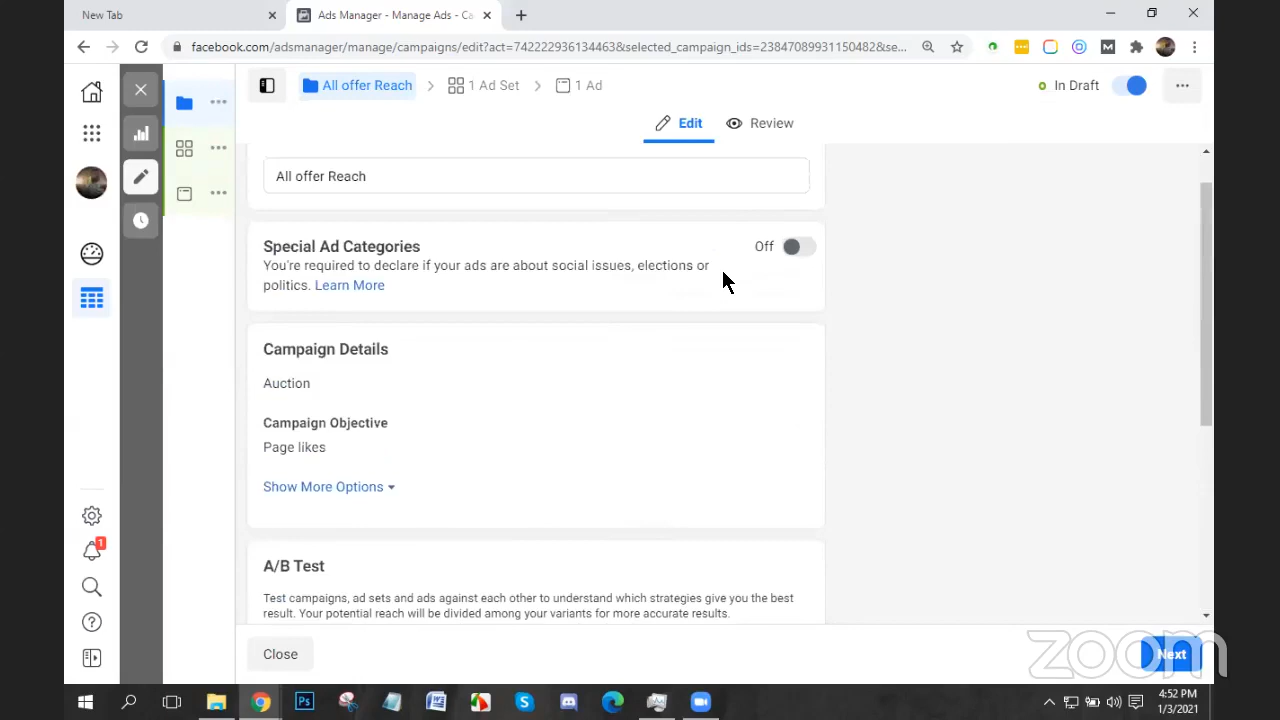 New Tab
Ads Manager - Manage Ads - Ca
facebook.com/adsmanager/manage/campaigns/edit?act=742222936134463&selected_campaign_ids=23847089931150482&se...
All offer Reach
1 Ad Set
1 Ad
In Draft
Edit
Review
All offer Reach
Special Ad Categories
Off
You're required to declare if your ads are about social issues, elections or
politics. Learn More
Campaign Details
Auction
Campaign Objective
Page likes
Show More Options
1
A/B Test
Test campaigns, ad sets and ads against each other to understand which strategies give you the best
result. Your potential reach will be divided among your variants for more accurate results.
Close
Next
zoom
4:52 PM
1/3/2021